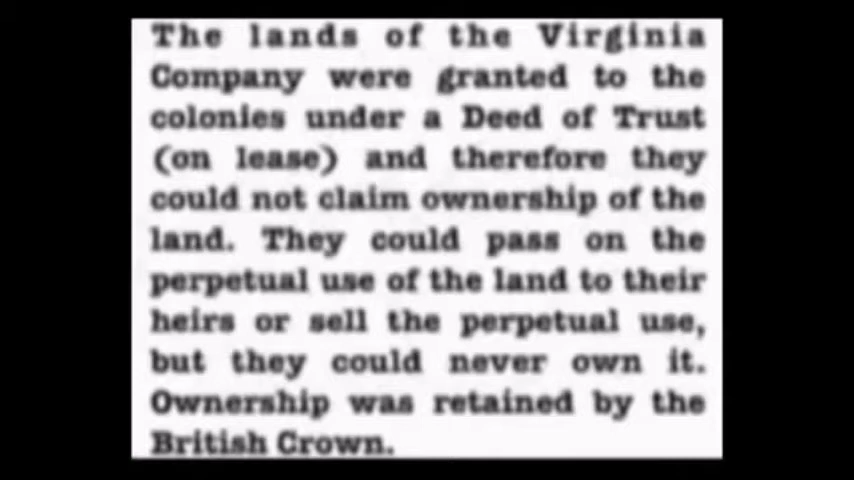 The lands of the Virginia
Company were granted to the
colonies under a Deed of Trust
(on lease) and therefore they
could not claim ownership of the
land. They could pass on the
perpetual use of the land to their
heirs or sell the perpetual use,
but they could never own it.
Ownership was retained by the
British Crown.